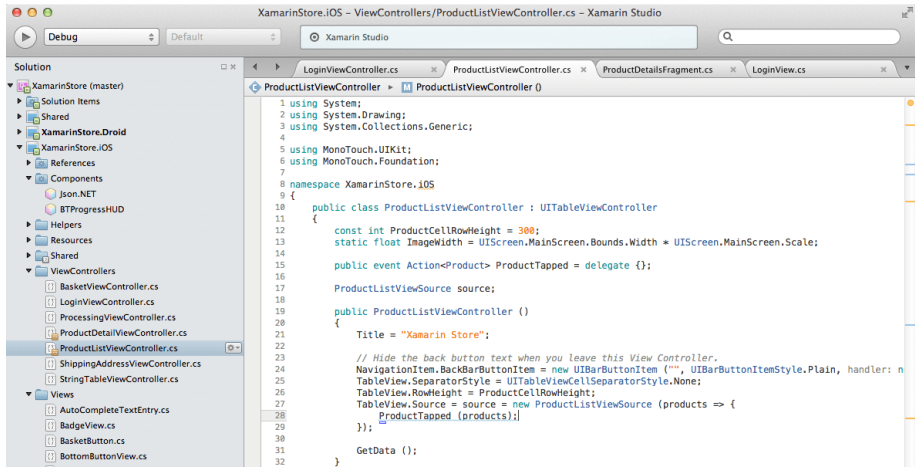 XamarinStore.iOS – ViewControllers/ProductListViewController.cs – Xamarin Studio
Debug
Default
Xamarin Studio
Solution
XamarinStore (master)
Solution Items
Shared
XamarinStore.Droid
XamarinStore.iOS
References
Components
Json.NET
BTProgressHUD
Helpers
Resources
Shared
ViewControllers
BasketViewController.cs
LoginViewController.cs
ProcessingViewController.cs
ProductDetailViewController.cs
ProductListViewController.cs
ShippingAddressViewController.cs
StringTableViewController.cs
Views
AutoCompleteTextEntry.cs
BadgeView.cs
BasketButton.cs
BottomButtonView.cs
LoginViewController.cs
ProductListViewController.cs
ProductDetailsFragment.cs
LoginView.cs
C ProductListViewController ▸ M ProductListViewController ()
1 using System;
2 using System.Drawing;
3 using System.Collections.Generic;
4
5 using MonoTouch.UIKit;
6 using MonoTouch.Foundation;
7
8 namespace XamarinStore.iOS
9 {
10 public class ProductListViewController : UITableViewController
11 {
12 const int ProductCellRowHeight = 300;
13 static float ImageWidth = UIScreen.MainScreen.Bounds.Width * UIScreen.MainScreen.Scale;
14
15 public event Action<Product> ProductTapped = delegate {};
16
17 ProductListViewSource source;
18
19 public ProductListViewController ()
20 {
21 Title = "Xamarin Store";
22
23 // Hide the back button text when you leave this View Controller.
24 NavigationItem.BackBarButtonItem = new UIBarButtonItem ("", UIBarButtonItemStyle.Plain, handler: n
25 TableView.SeparatorStyle = UITableViewCellSeparatorStyle.None;
26 TableView.RowHeight = ProductCellRowHeight;
27 TableView.Source = source = new ProductListViewSource (products => {
28 ProductTapped (products);
29 });
30
31 GetData ();
32 }